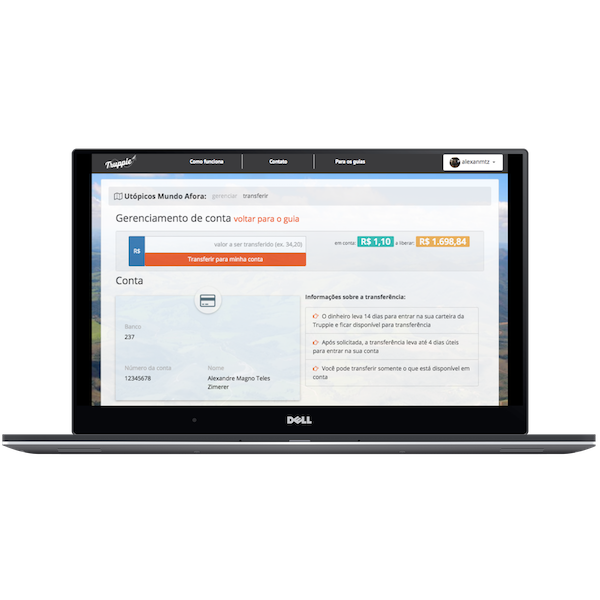 Truppie
Como funciona
Contato
Para os guias
alexanmtz
Utópicos Mundo Afora: gerenciar transferir
Gerenciamento de conta voltar para o guia
R$
valor a ser transferido (ex. 34,20)
Transferir para minha conta
em conta: R$ 1,10 a liberar: R$ 1.698,84
Conta
Banco
237
Número da conta
12345678
Nome
Alexandre Magno Teles
Zimerer
Informações sobre a transferência:
O dinheiro leva 14 dias para entrar na sua carteira da
Truppie e ficar disponível para transferência
Após solicitada, a transferência leva até 4 dias úteis
para entrar na sua conta
Você pode transferir somente o que está disponível em
conta
DELL